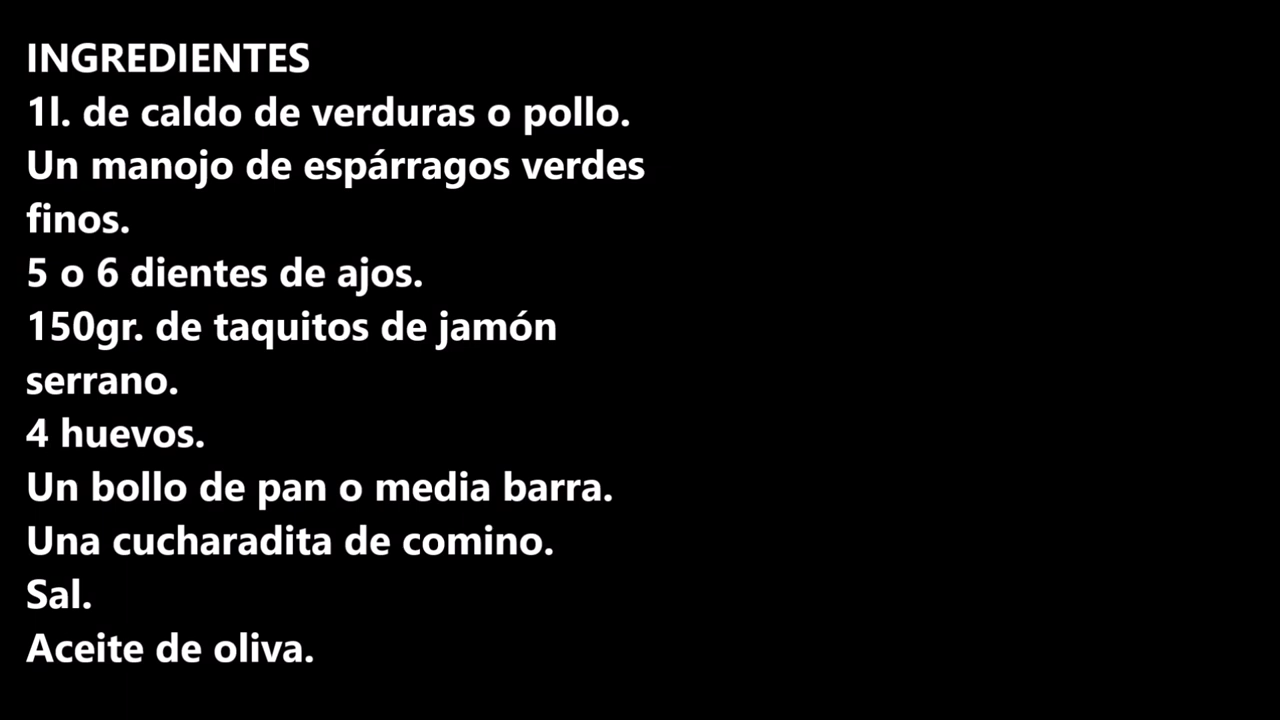 INGREDIENTES
1l. de caldo de verduras o pollo.
Un manojo de espárragos verdes
finos.
5 o 6 dientes de ajos.
150gr. de taquitos de jamón
serrano.
4 huevos.
Un bollo de pan o media barra.
Una cucharadita de comino.
Sal.
Aceite de oliva.